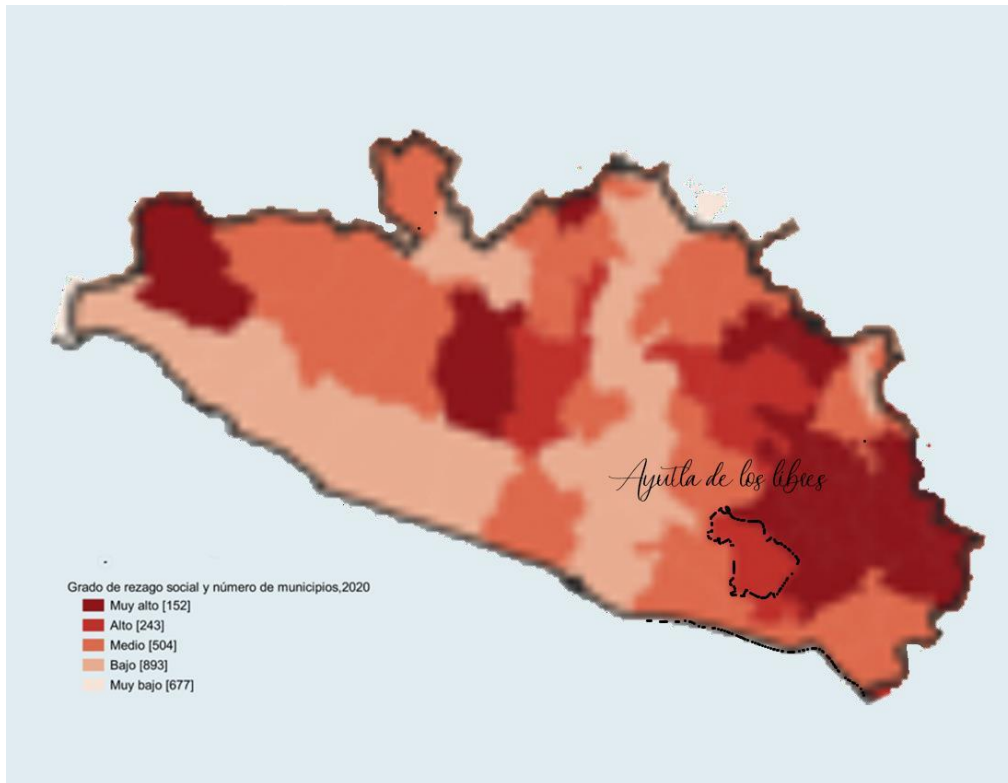 Ayutla de los libres
Grado de rezago social y número de municipios,2020
Muy alto [152]
Alto [243]
Medio [504]
Bajo [893]
Muy bajo [677]